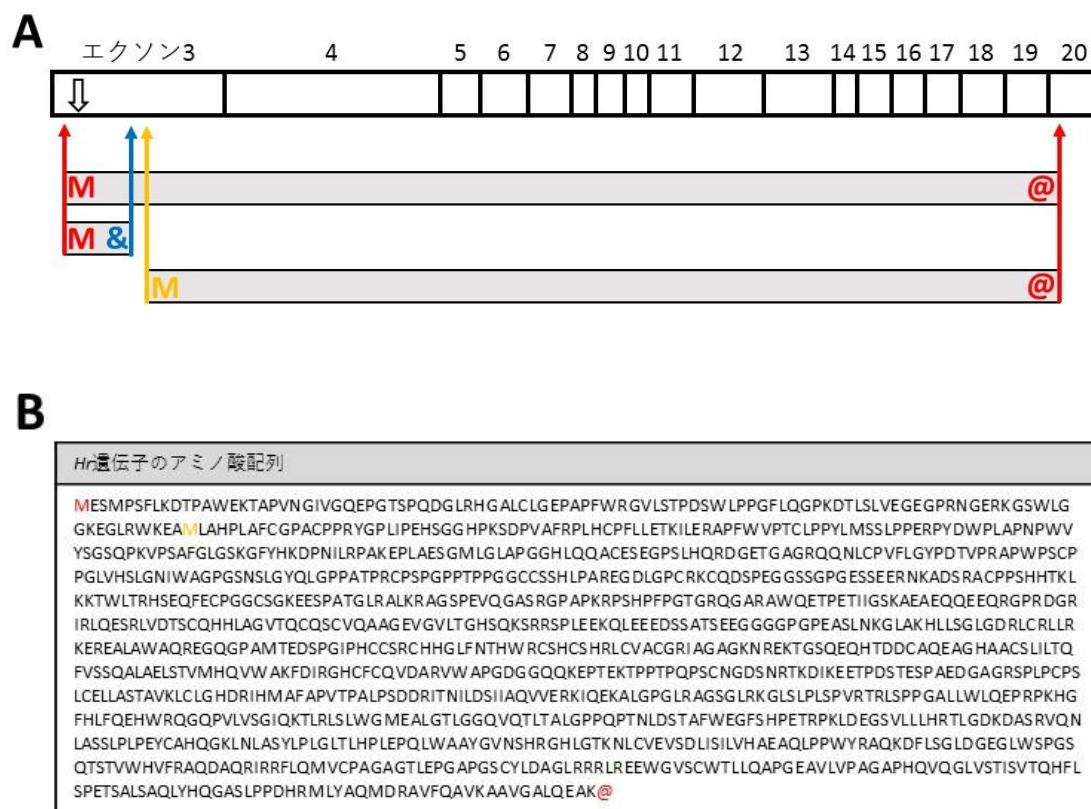 A
エクソン3 4 5 6 7 8 9 10 11 12 13 14 15 16 17 18 19 20
M @
M &
M @
B
Hr遺伝子のアミノ酸配列
MESMPSFLKDTPAWEKTAPVNGIVGQEPGTSPQDGLRHGALCLGEPAPFWRGVLSTPDSWLPPGFLQGPKDTLSLVEGEGPRNGERKGSWLG
GKEGLRWKEAMLAHPLAFCGPACPPRYGPLIPEHSGGHPKSDPVAFRPLHCPFLLETKILERAPFWVPTCLPPYLMSSLPPERPYDWPLAPNPWV
YSGSQPKVPSAFGLGSKGFYHKDPNILRPAKEPLAESGMLGLAPGGHLQQACESEGPSLHQRDGETGAGRQQNLCPVFLGYPDTVPRAPWPSCP
PGLVHSLGNIWAGPGSNSLGYQLGPPATPRCPSPGPPTPPGGCCSSHLPAREGDLGPCRKCQDSPEGGSSGPGESSEERNKADSRACPPSHHTKL
KKTWLTRHSEQFECPGGCSGKEESPATGLRALKRAGSPEVQGASRGPAPKRPSHPFPGTGRQGARAWQETPETIIGSKAEAEQQEEQRGPRDGR
IRLQESRLVDTSCQHHLAGVTQCQSCVQAAGEVGVLTGHSQKSRRSPLEEKQLEEEDSSATSEEGGGGPGPEASLNKGLAKHLLSGLGDRLCRLLR
KEREALAWAQREGQGPAMTEDSPGIPHCCSRCHHGLFNTHWRCSHCSHRLCVACGRIAGAGKNREKTGSQEQHTDDCAQEAGHAACSLILTQ
FVSSQALAELSTVMHQVWAKFDIRGHCFCQVDARVWAPGDGGQQKEPTEKTPPTPQPSCNGDSNRTKDIKEETPDSTESPAEDGAGRSPLPCPS
LCELLASTAVKLCLGHDRIHMAFAPVTPALPSDDRITNILDSIIAQVVERKIQEKALGPGLRAGSGLRKGLSLPLSPVRTRLSPPGALLWLQEPRPKHG
FHLFQEHWRQGQPVLVSGIQKTLRLSLWGMEALGTLGGQVQTLTALGPPQPTNLDSTAFWEGFSHPETRPKLDEGSVLLLHRTLGDKDASRVQN
LASSLPLPEYCAHQGKLNLASYLPLGLTLHPLEPQLWAAYGVNSHRGHLGTKNLCVEVSDLISILVHAEAQLPPWYRAQKDFLSGLDGEGLWSPGS
QTSTVWHVFRAQDAQRIRRFLQMVCPAGAGTLEPGAPGSCYLDAGLRRRLREEWGVSCWTLLQAPGEAVLVPAGAPHQVQGLVSTISVTQHFL
SPETSALSAQLYHQGASLPPDHRMLYAQMDRAVFQAVKAAVGALQEAK@